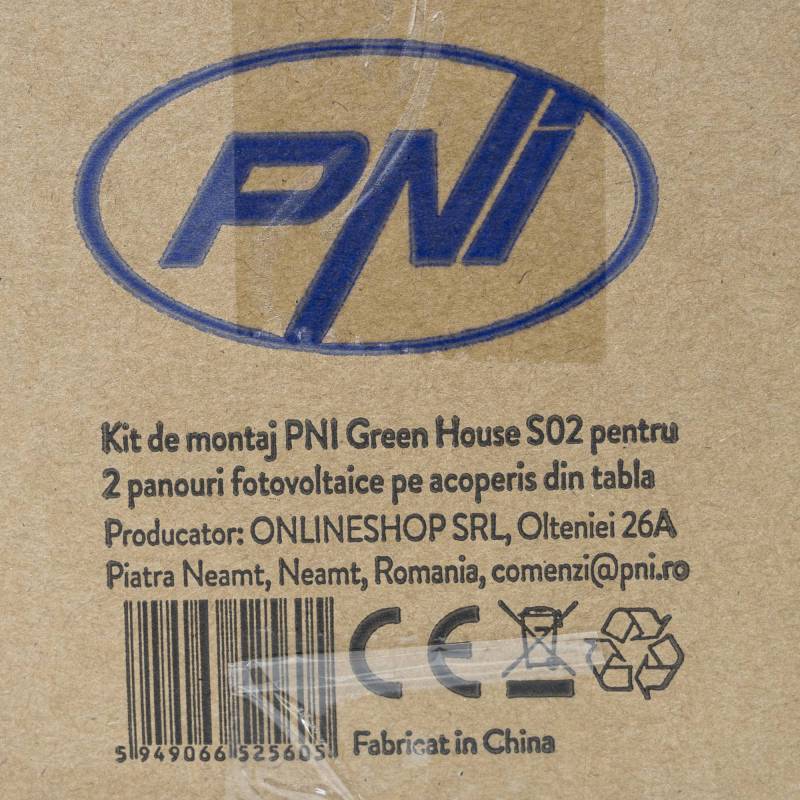 PNI
Kit de montaj PNI Green House S02 pentru
2 panouri fotovoltaice pe acoperis din tabla
Producator: ONLINESHOP SRL, Olteniei 26A
Piatra Neamt, Neamt, Romania, comenzi@pni.ro
CE
5 949066 525605
Fabricat in China